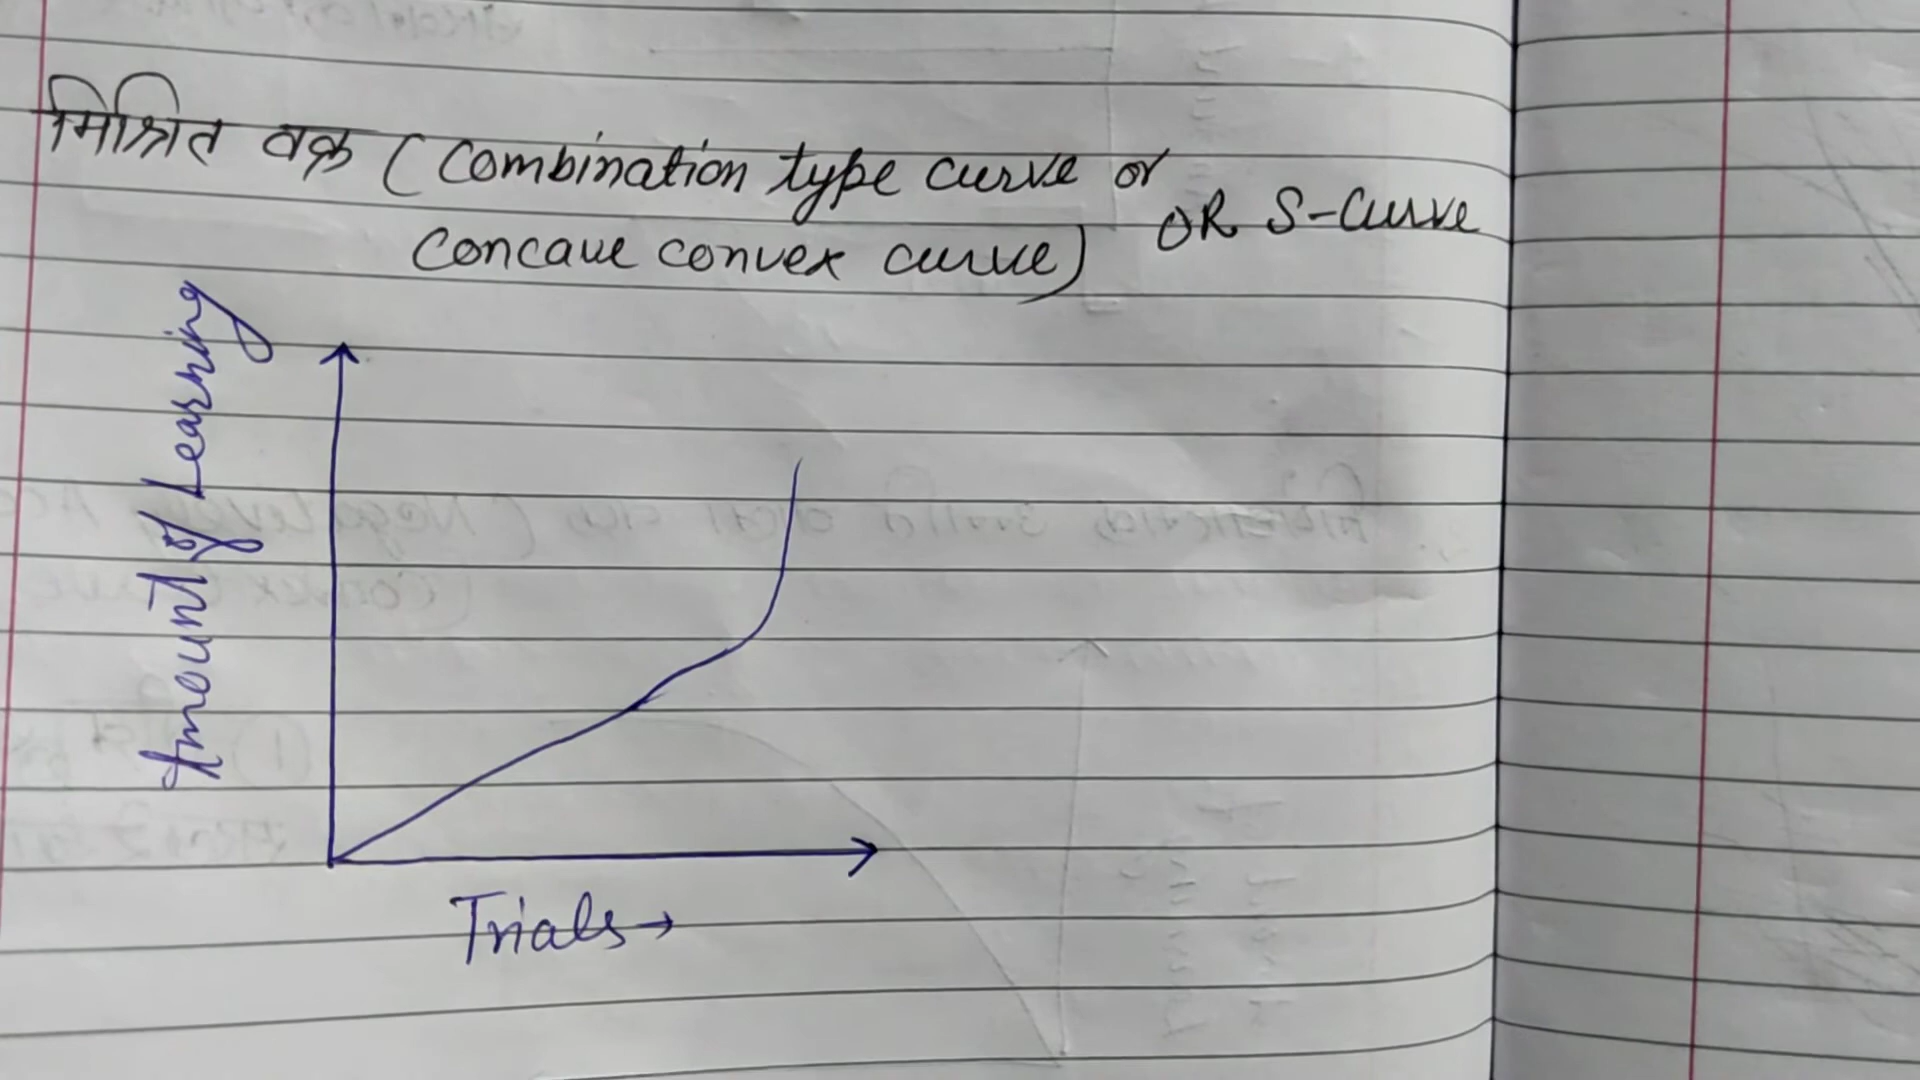 मिश्रित वक्र (Combination type curve or
OR S-Curve
Concave convex curve)
Amount of Learning
Trials→